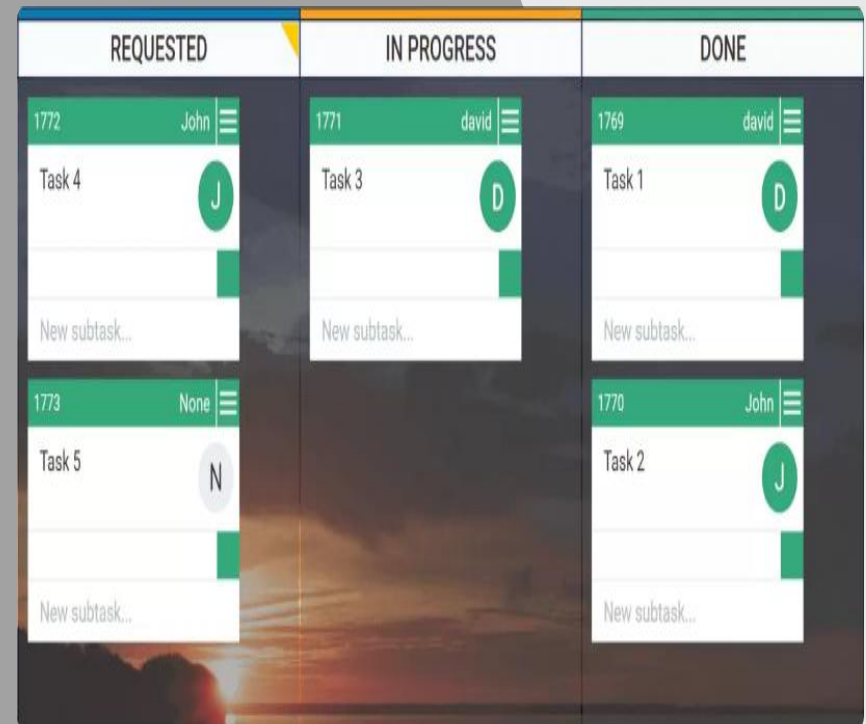 REQUESTED
1772 John
Task 4
J
New subtask...
1773 None
Task 5
N
New subtask...
IN PROGRESS
1771 david
Task 3
D
New subtask...
DONE
1769 david
Task 1
D
New subtask...
1770 John
Task 2
J
New subtask...